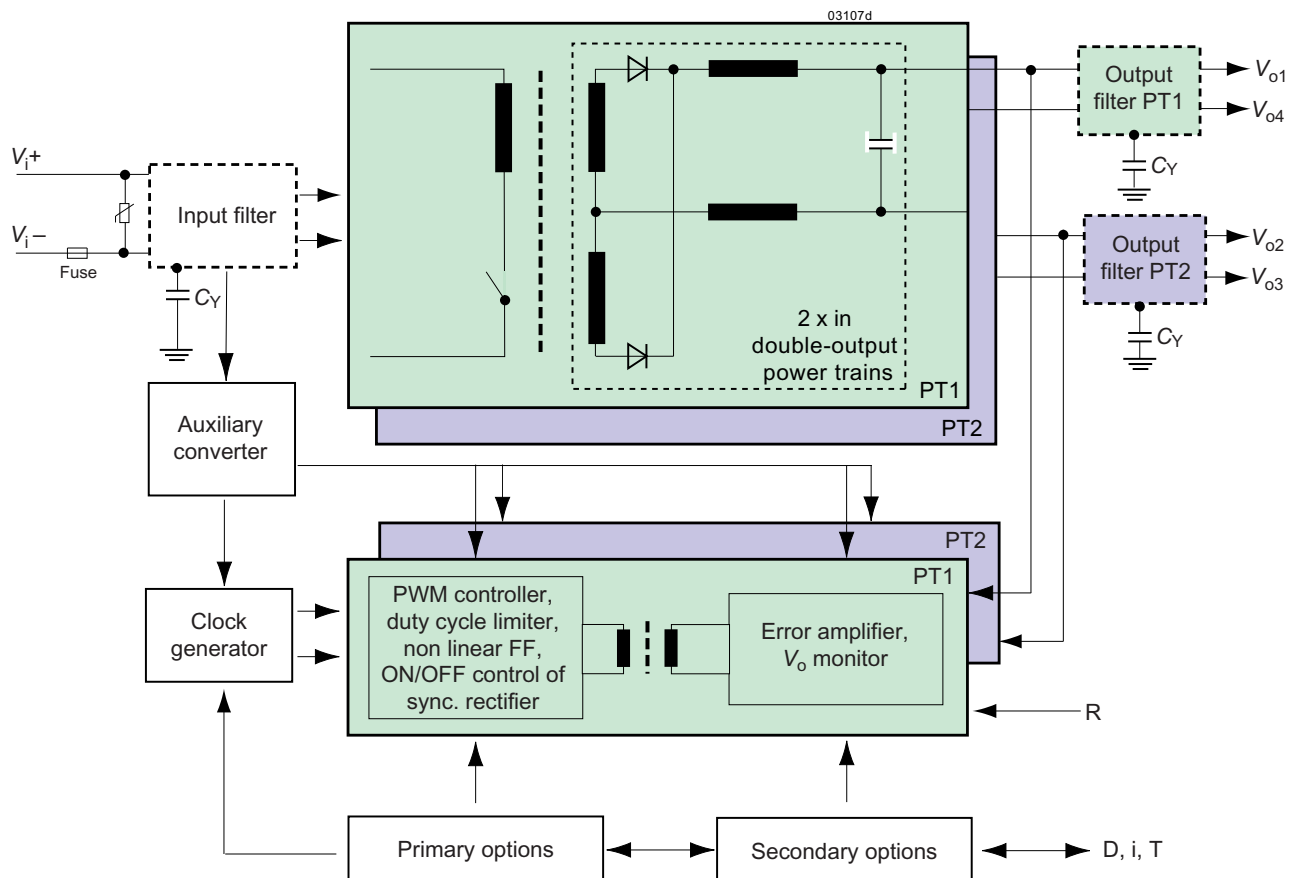 03107d
Output
filter PT1
Vo1
Vo4
CY
Vi+
Input filter
Vi–
Fuse
CY
Output
filter PT2
Vo2
Vo3
CY
2 x in
double-output
power trains
PT1
PT2
Auxiliary
converter
PT2
PT1
Clock
generator
PWM controller,
duty cycle limiter,
non linear FF,
ON/OFF control of
sync. rectifier
Error amplifier,
Vo monitor
R
Primary options
Secondary options
D, i, T